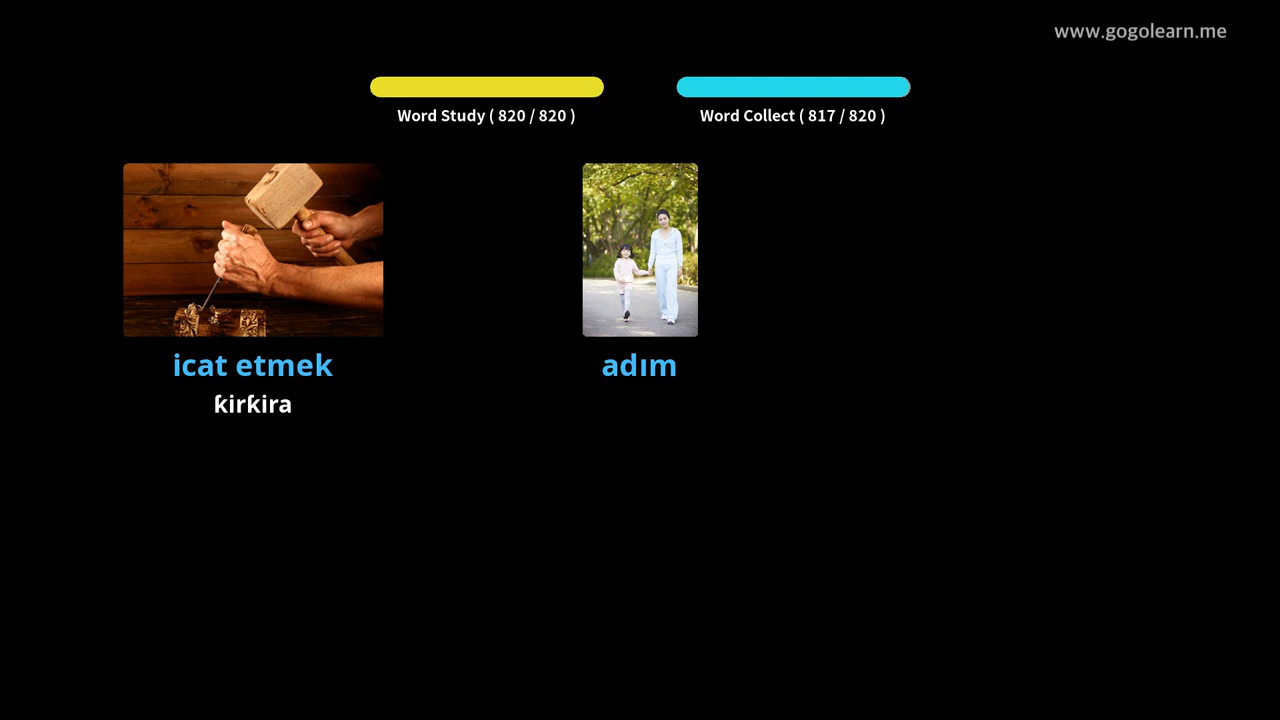 www.gogolearn.me
Word Study ( 820 / 820 )
Word Collect ( 817 / 820 )
icat etmek
adım
ƙirƙira